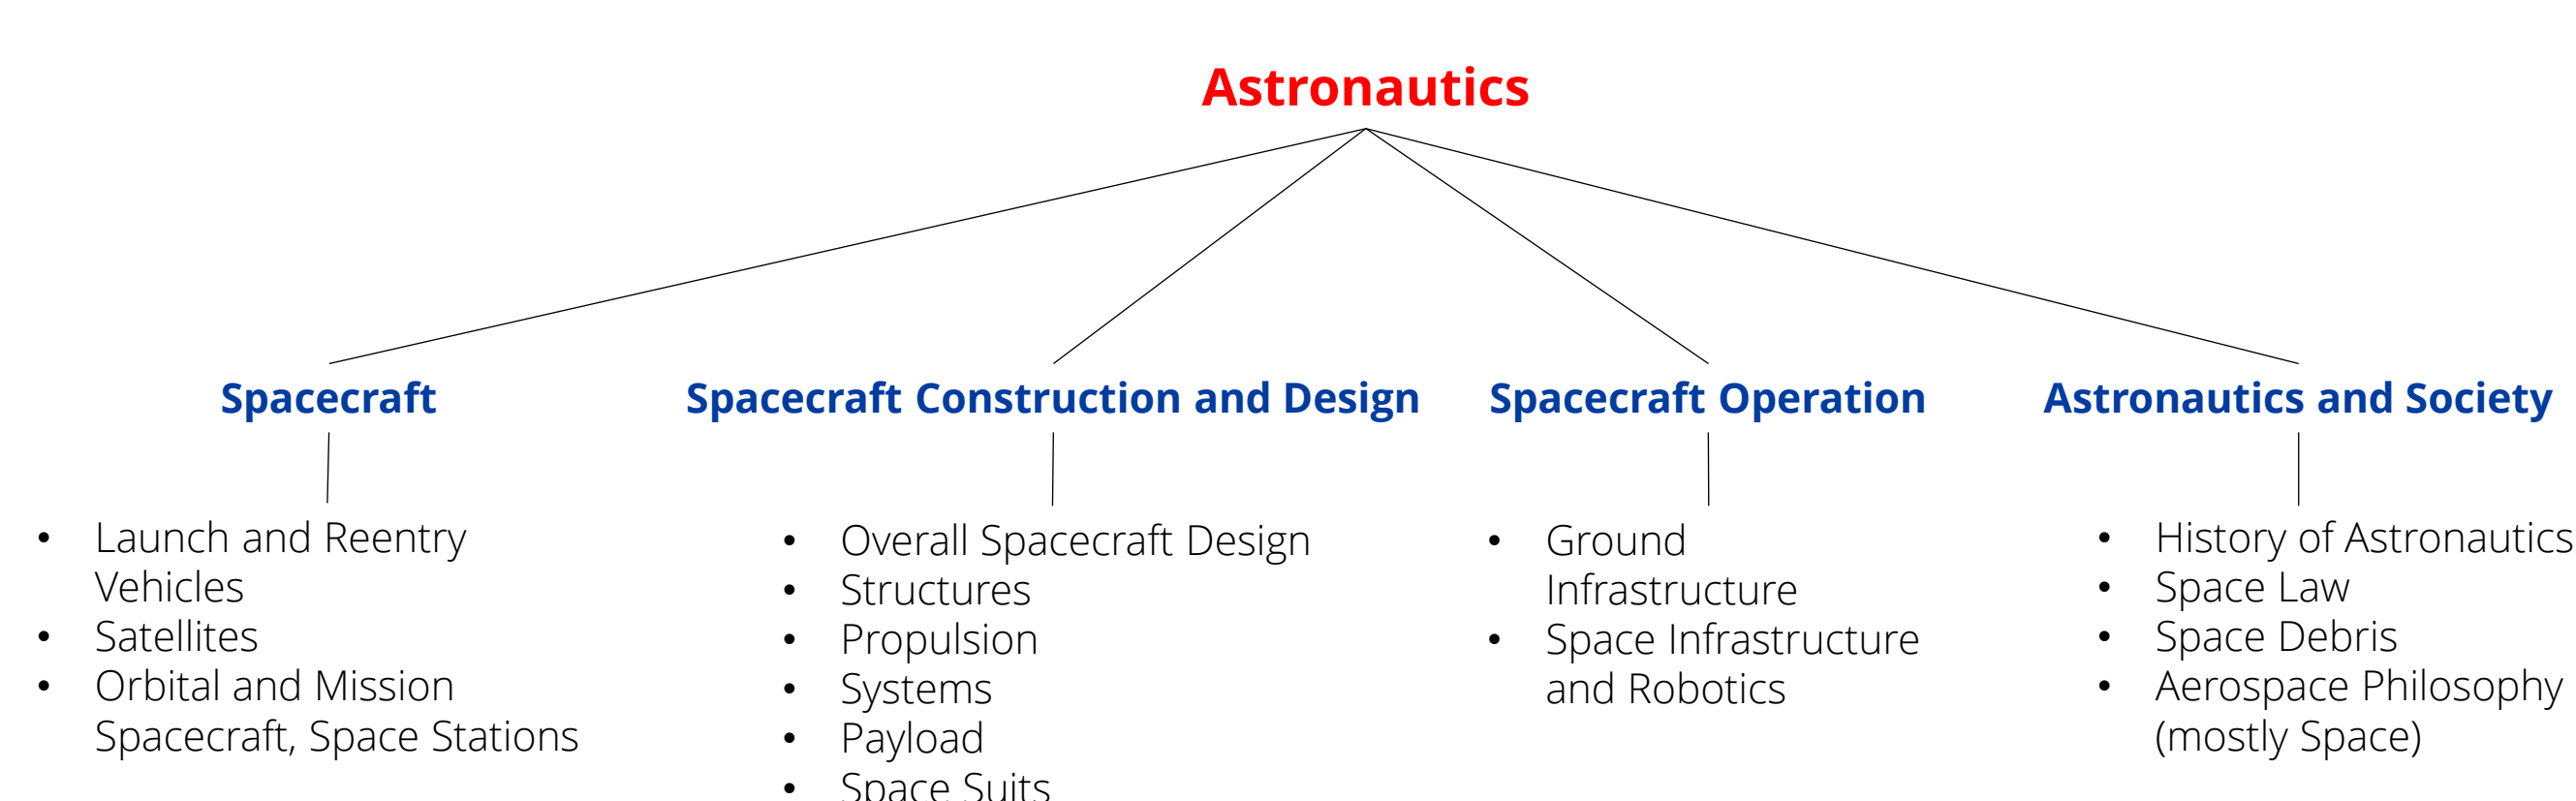 Astronautics
Spacecraft
Spacecraft Construction and Design
Spacecraft Operation
Astronautics and Society
• Launch and Reentry
Vehicles
• Satellites
• Orbital and Mission
Spacecraft, Space Stations
• Overall Spacecraft Design
• Structures
• Propulsion
• Systems
• Payload
• Space Suits
• Ground
Infrastructure
• Space Infrastructure
and Robotics
• History of Astronautics
• Space Law
• Space Debris
• Aerospace Philosophy
(mostly Space)